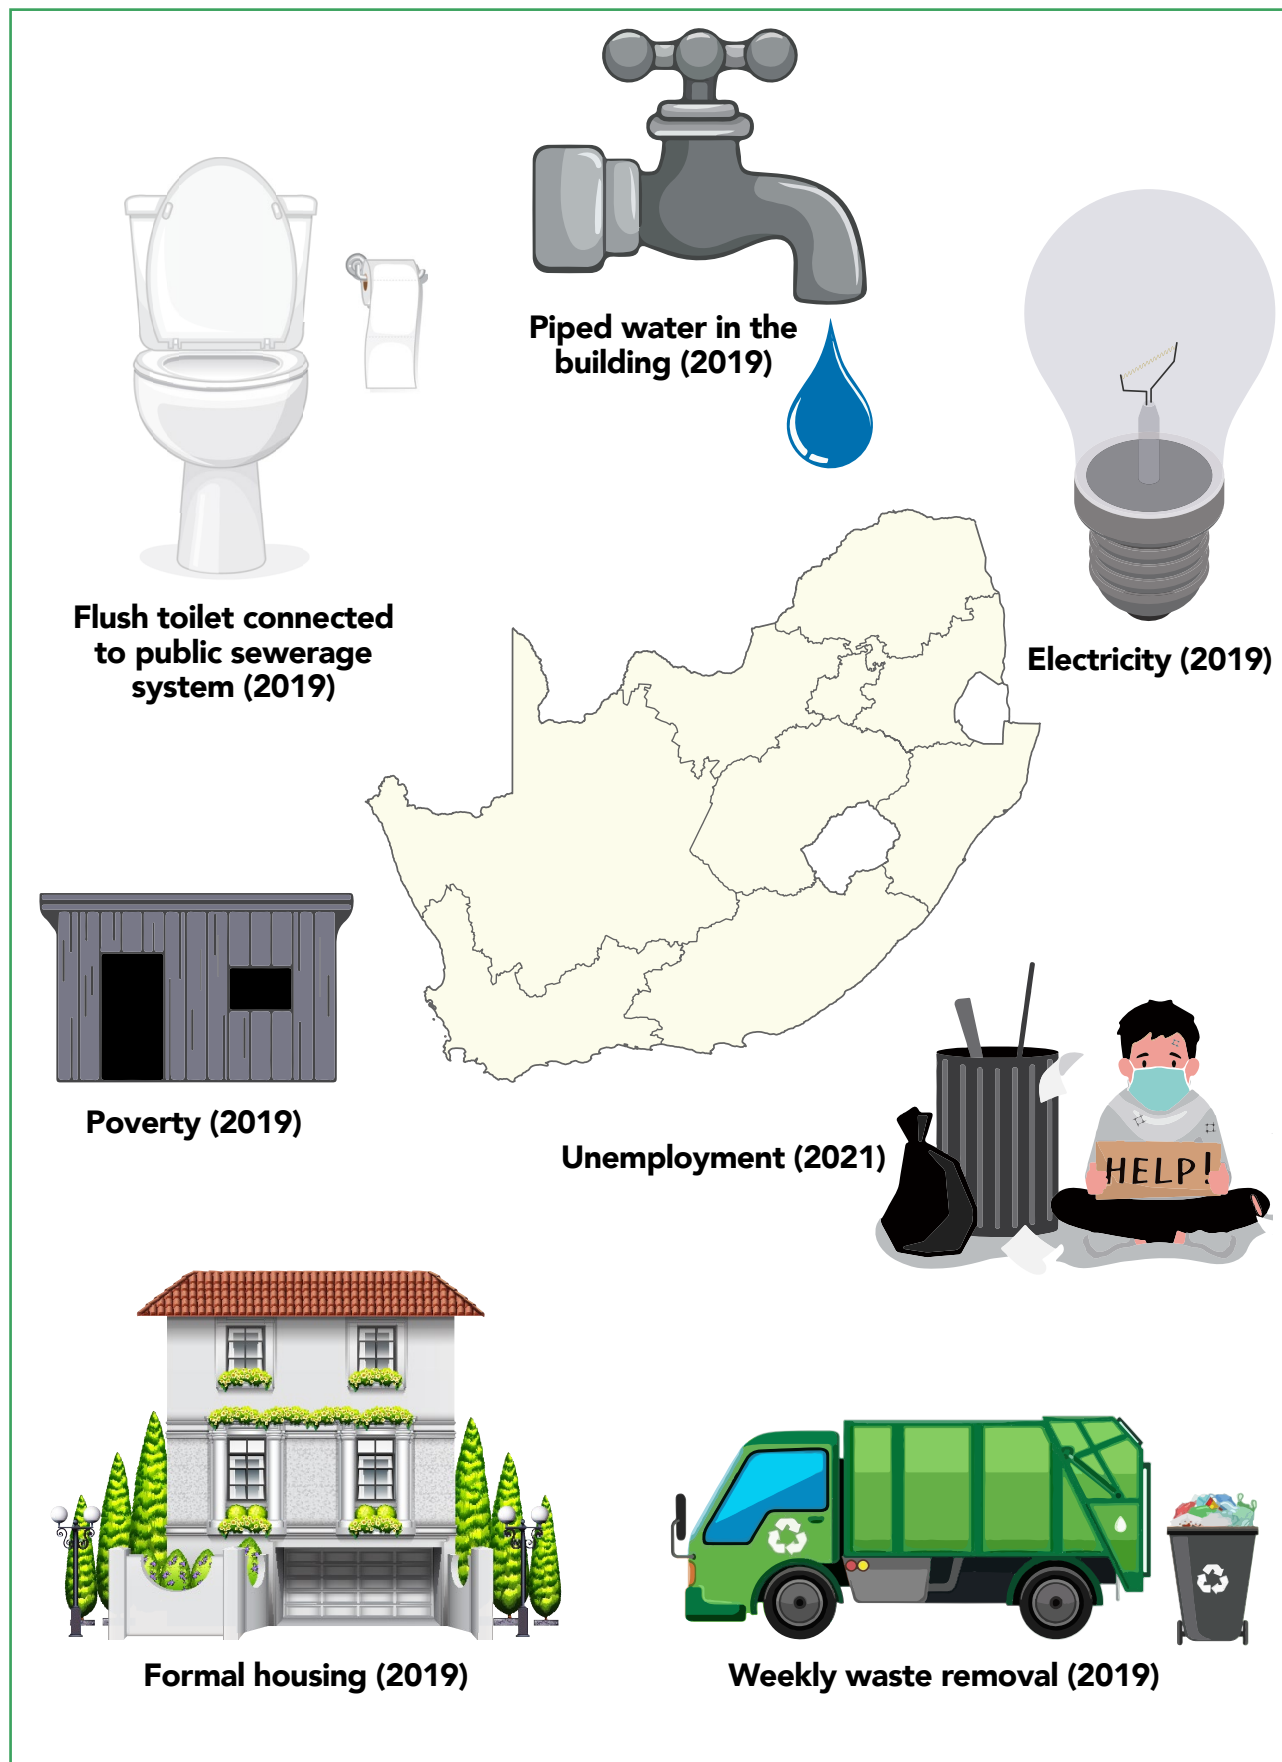 Piped water in the
building (2019)
Flush toilet connected
to public sewerage
system (2019)
Electricity (2019)
Poverty (2019)
Unemployment (2021)
HELP!
Formal housing (2019)
Weekly waste removal (2019)